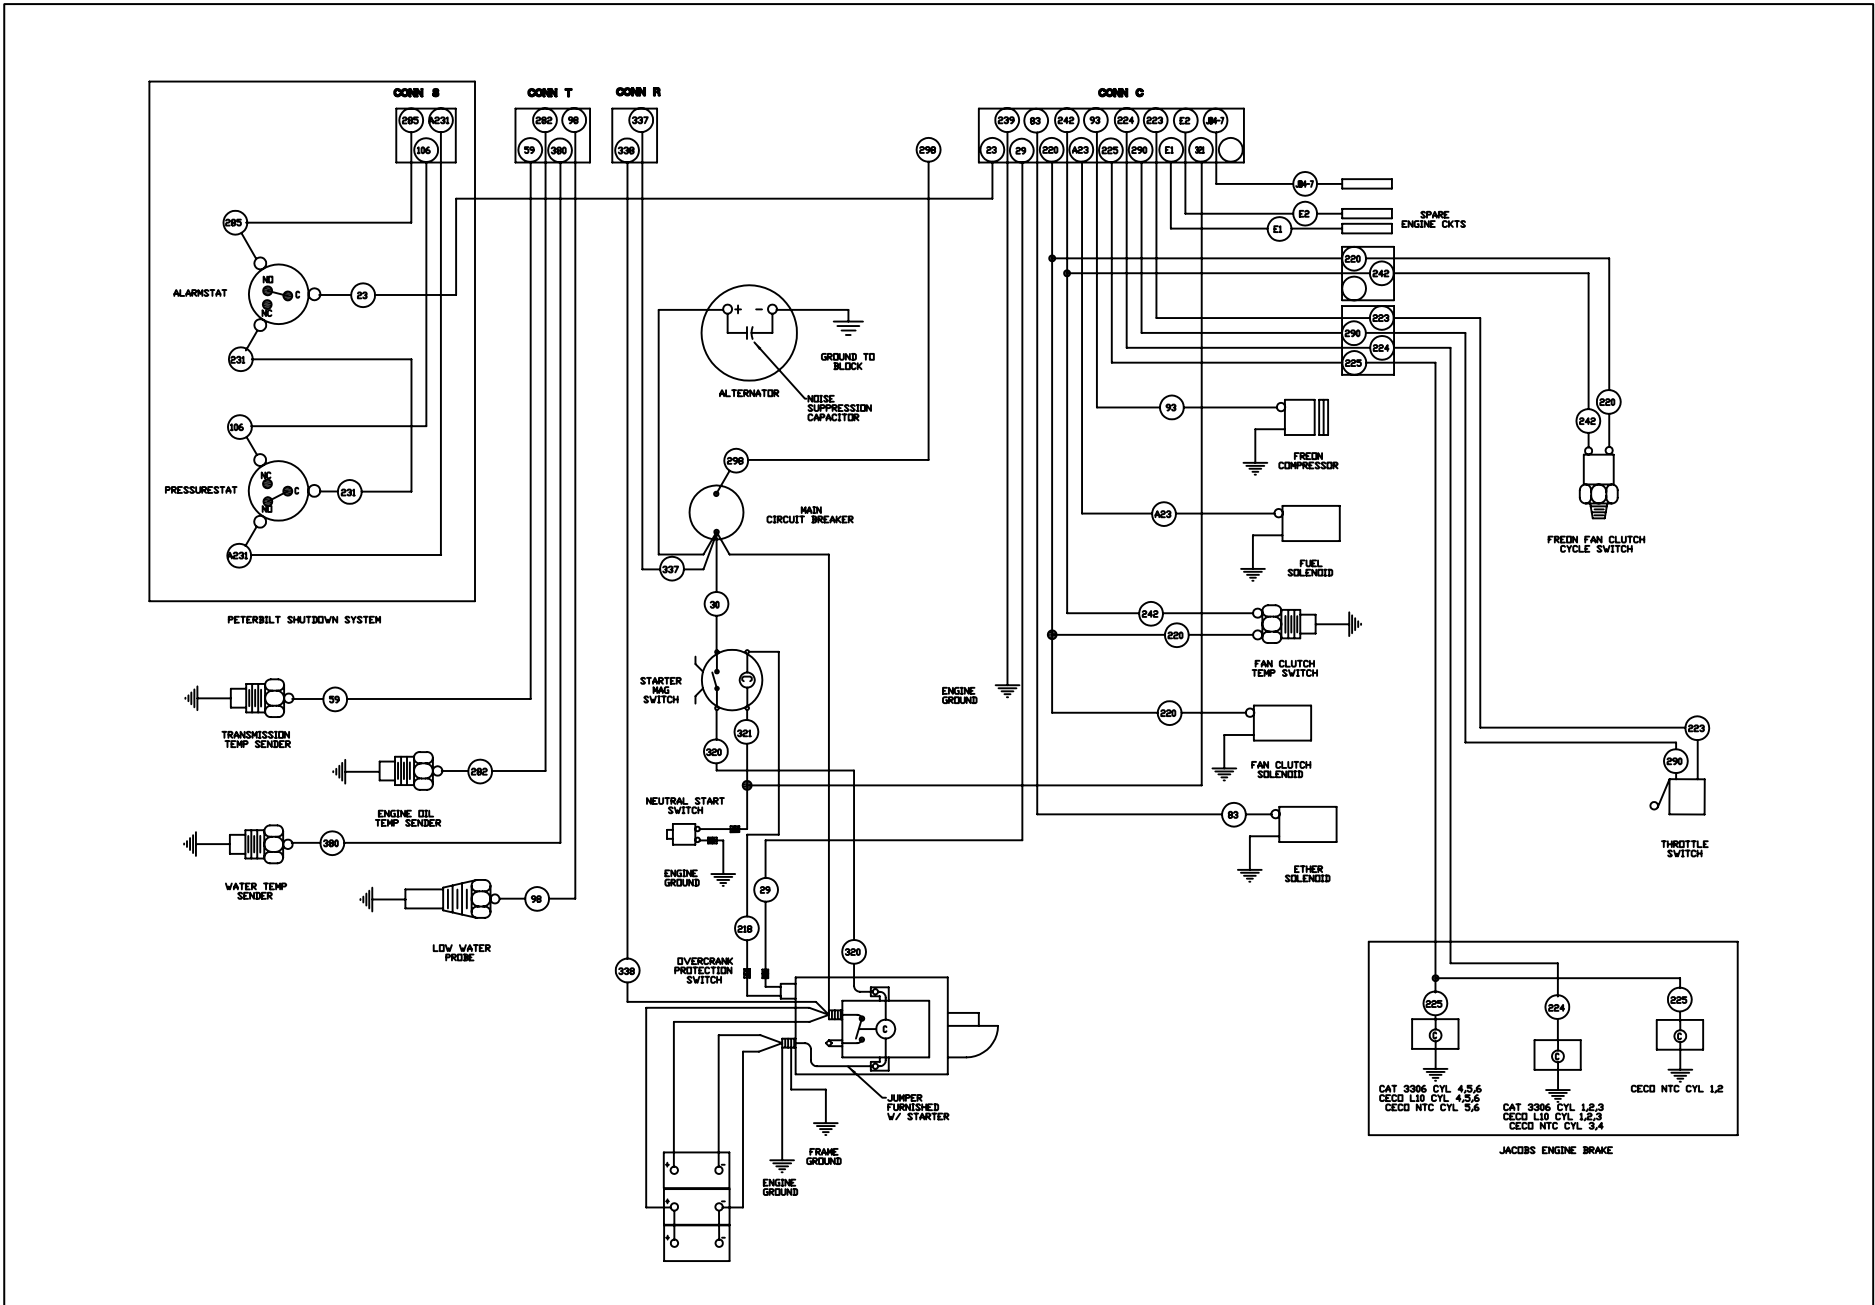 CONN S
CONN T
CONN R
CONN C
285 A231
106
282 98
59 380
337
338
298
239 83 242 93 224 223 E2 JB4-7
23 29 220 A23 225 290 E1 321
JB4-7
E2
E1
SPARE
ENGINE CKTS
220
242
223
290
224
225
285
NO
C
NC
ALARMSTAT
23
231
106
NC
C
NO
PRESSURESTAT
231
A231
PETERBILT SHUTDOWN SYSTEM
+ -
GROUND TO
BLOCK
ALTERNATOR
NOISE
SUPPRESSION
CAPACITOR
298
MAIN
CIRCUIT BREAKER
337
30
STARTER
MAG
SWITCH
321
320
93
FREON
COMPRESSOR
242
220
FREON FAN CLUTCH
CYCLE SWITCH
A23
FUEL
SOLENOID
242
220
FAN CLUTCH
TEMP SWITCH
ENGINE
GROUND
220
FAN CLUTCH
SOLENOID
223
290
THROTTLE
SWITCH
83
ETHER
SOLENOID
59
TRANSMISSION
TEMP SENDER
282
ENGINE OIL
TEMP SENDER
380
WATER TEMP
SENDER
98
LOW WATER
PROBE
NEUTRAL START
SWITCH
ENGINE
GROUND
29
218
320
OVERCRANK
PROTECTION
SWITCH
338
C
JUMPER
FURNISHED
W/ STARTER
FRAME
GROUND
ENGINE
GROUND
+ -
+ -
+ -
225
C
CAT 3306 CYL 4,5,6
CECO L10 CYL 4,5,6
CECO NTC CYL 5,6
224
C
CAT 3306 CYL 1,2,3
CECO L10 CYL 1,2,3
CECO NTC CYL 3,4
225
C
CECO NTC CYL 1,2
JACOBS ENGINE BRAKE